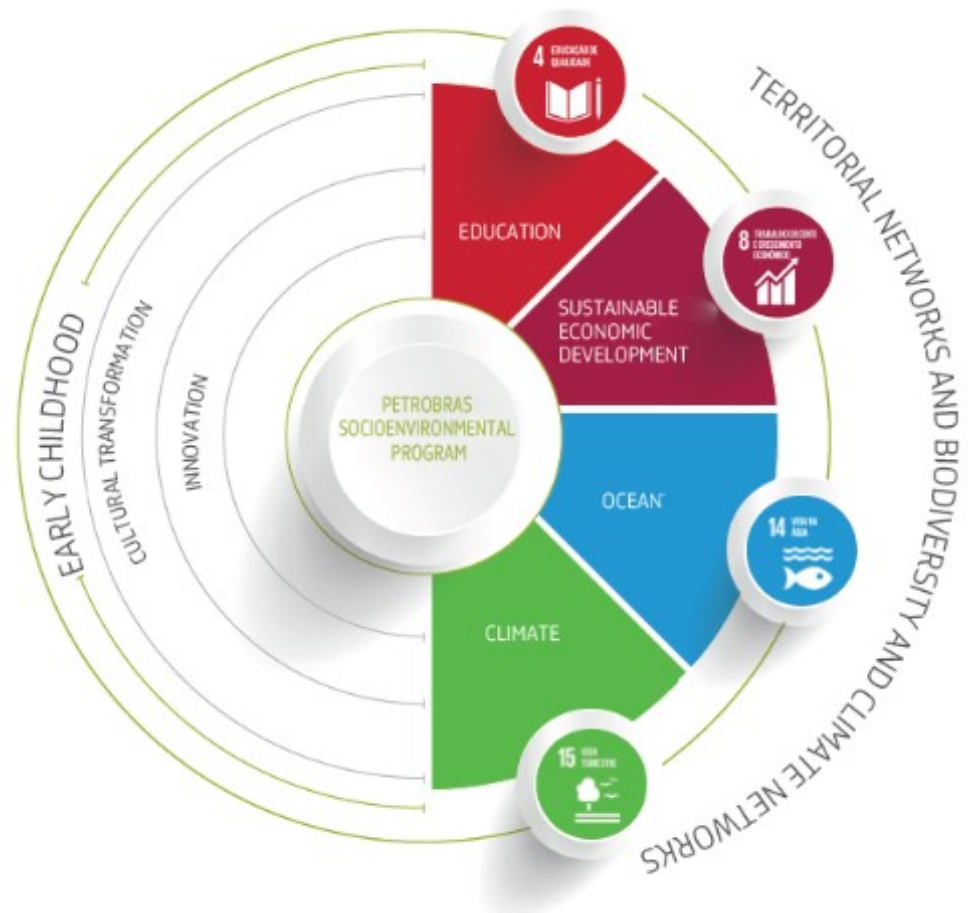 4 EDUCAÇÃO DE
QUALIDADE
EDUCATION
8 TRABALHO DECENTE
E CRESCIMENTO
ECONÔMICO
SUSTAINABLE
ECONOMIC
DEVELOPMENT
PETROBRAS
SOCIOENVIRONMENTAL
PROGRAM
OCEAN
14 VIDA NA
ÁGUA
CLIMATE
15 VIDA
TERRESTRE
EARLY CHILDHOOD
CULTURAL TRANSFORMATION
INNOVATION
TERRITORIAL NETWORKS AND BIODIVERSITY AND CLIMATE NETWORKS